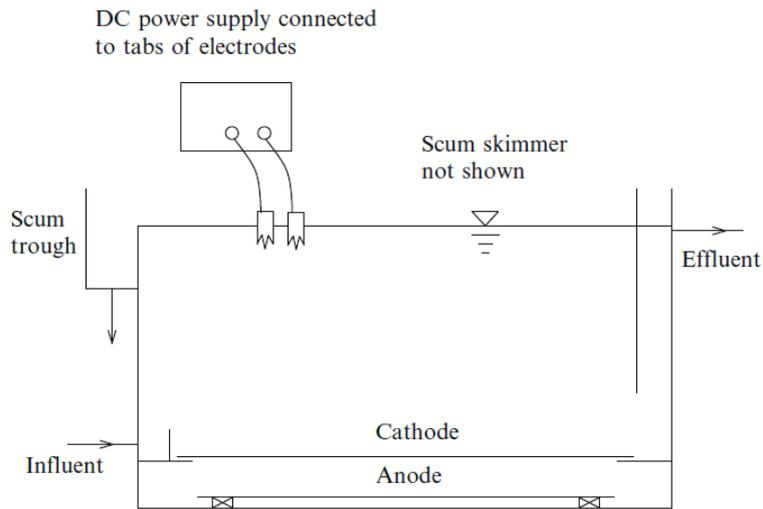 DC power supply connected
to tabs of electrodes
Scum skimmer
not shown
Scum
trough
Effluent
Cathode
Influent
Anode